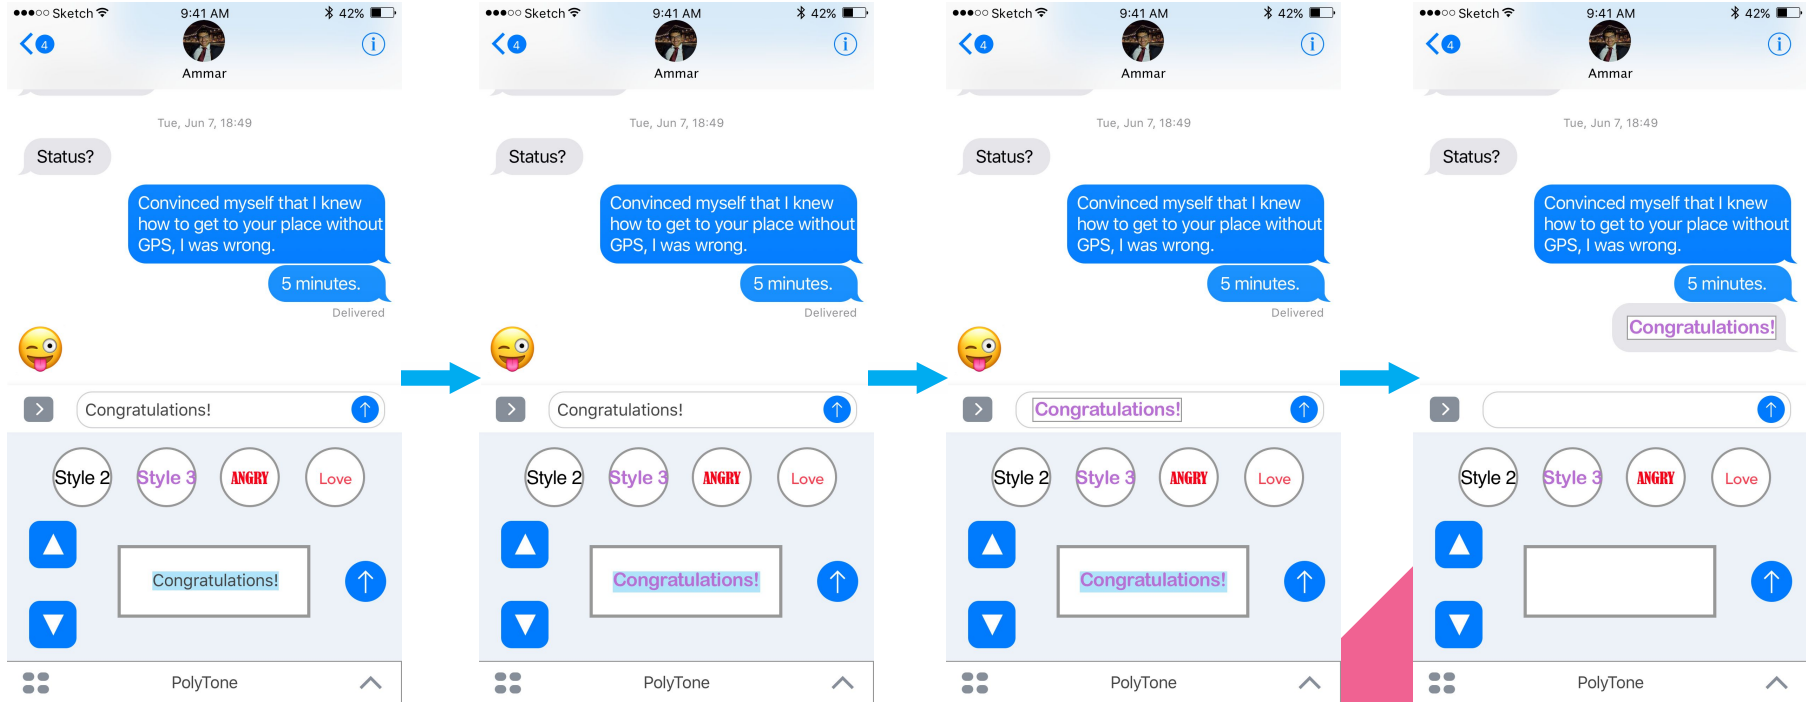 Sketch 9:41 AM 42%
4
Ammar
Tue, Jun 7, 18:49
Status?
Convinced myself that I knew
how to get to your place without
GPS, I was wrong.
5 minutes.
Delivered
Congratulations!
Style 2 Style 3 ANGRY Love
Congratulations!
PolyTone
Sketch 9:41 AM 42%
4
Ammar
Tue, Jun 7, 18:49
Status?
Convinced myself that I knew
how to get to your place without
GPS, I was wrong.
5 minutes.
Delivered
Congratulations!
Style 2 Style 3 ANGRY Love
Congratulations!
PolyTone
Sketch 9:41 AM 42%
4
Ammar
Tue, Jun 7, 18:49
Status?
Convinced myself that I knew
how to get to your place without
GPS, I was wrong.
5 minutes.
Delivered
Congratulations!
Style 2 Style 3 ANGRY Love
Congratulations!
PolyTone
Sketch 9:41 AM 42%
4
Ammar
Tue, Jun 7, 18:49
Status?
Convinced myself that I knew
how to get to your place without
GPS, I was wrong.
5 minutes.
Congratulations!
Style 2 Style 3 ANGRY Love
PolyTone